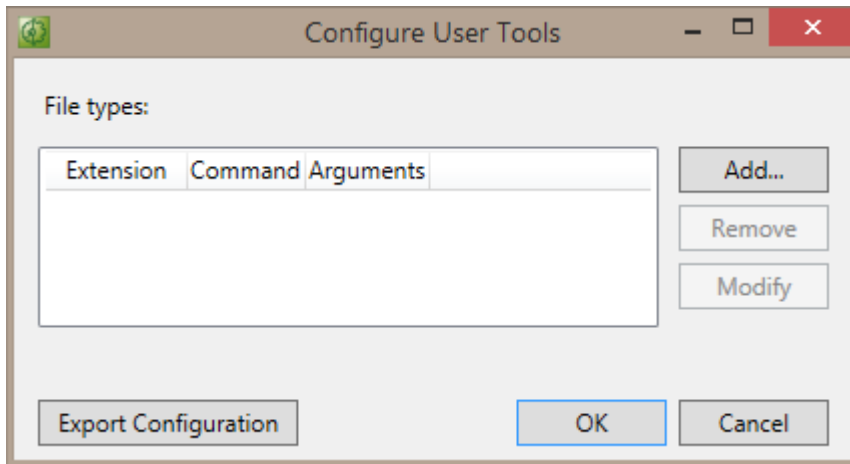 Configure User Tools
File types:
Extension Command Arguments
Add...
Remove
Modify
Export Configuration OK Cancel